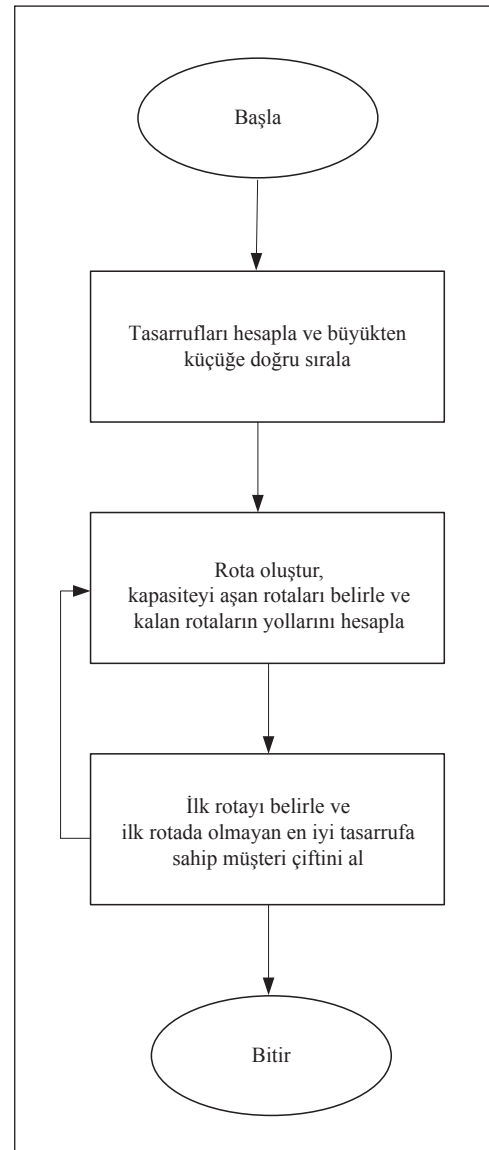 Başla
Tasarrufları hesapla ve büyükten
küçüğe doğru sırala
Rota oluştur,
kapasiteyi aşan rotaları belirle ve
kalan rotaların yollarını hesapla
İlk rotayı belirle ve
ilk rotada olmayan en iyi tasarrufa
sahip müşteri çiftini al
Bitir